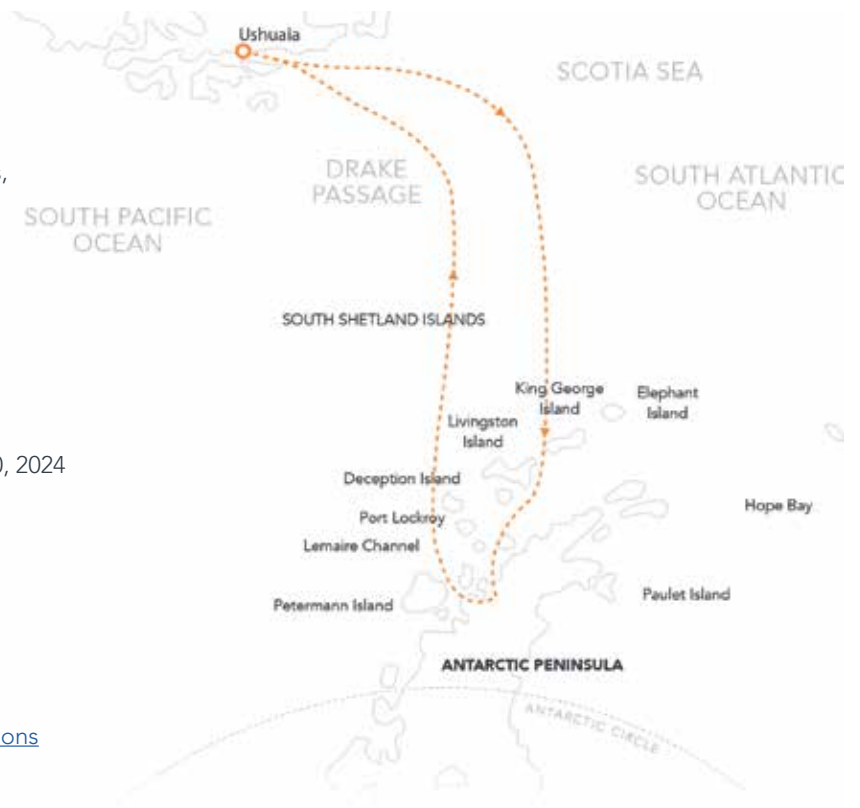 Ushuaia
SCOTIA SEA
DRAKE
PASSAGE
SOUTH ATLANTIC
OCEAN
SOUTH PACIFIC
OCEAN
SOUTH SHETLAND ISLANDS
King George
Island
Elephant
Island
Livingston
Island
0, 2024
Deception Island
Hope Bay
Port Lockroy
Lemaire Channel
Paulet Island
Petermann Island
ANTARCTIC PENINSULA
ANTARCTIC CIRCLE
ons